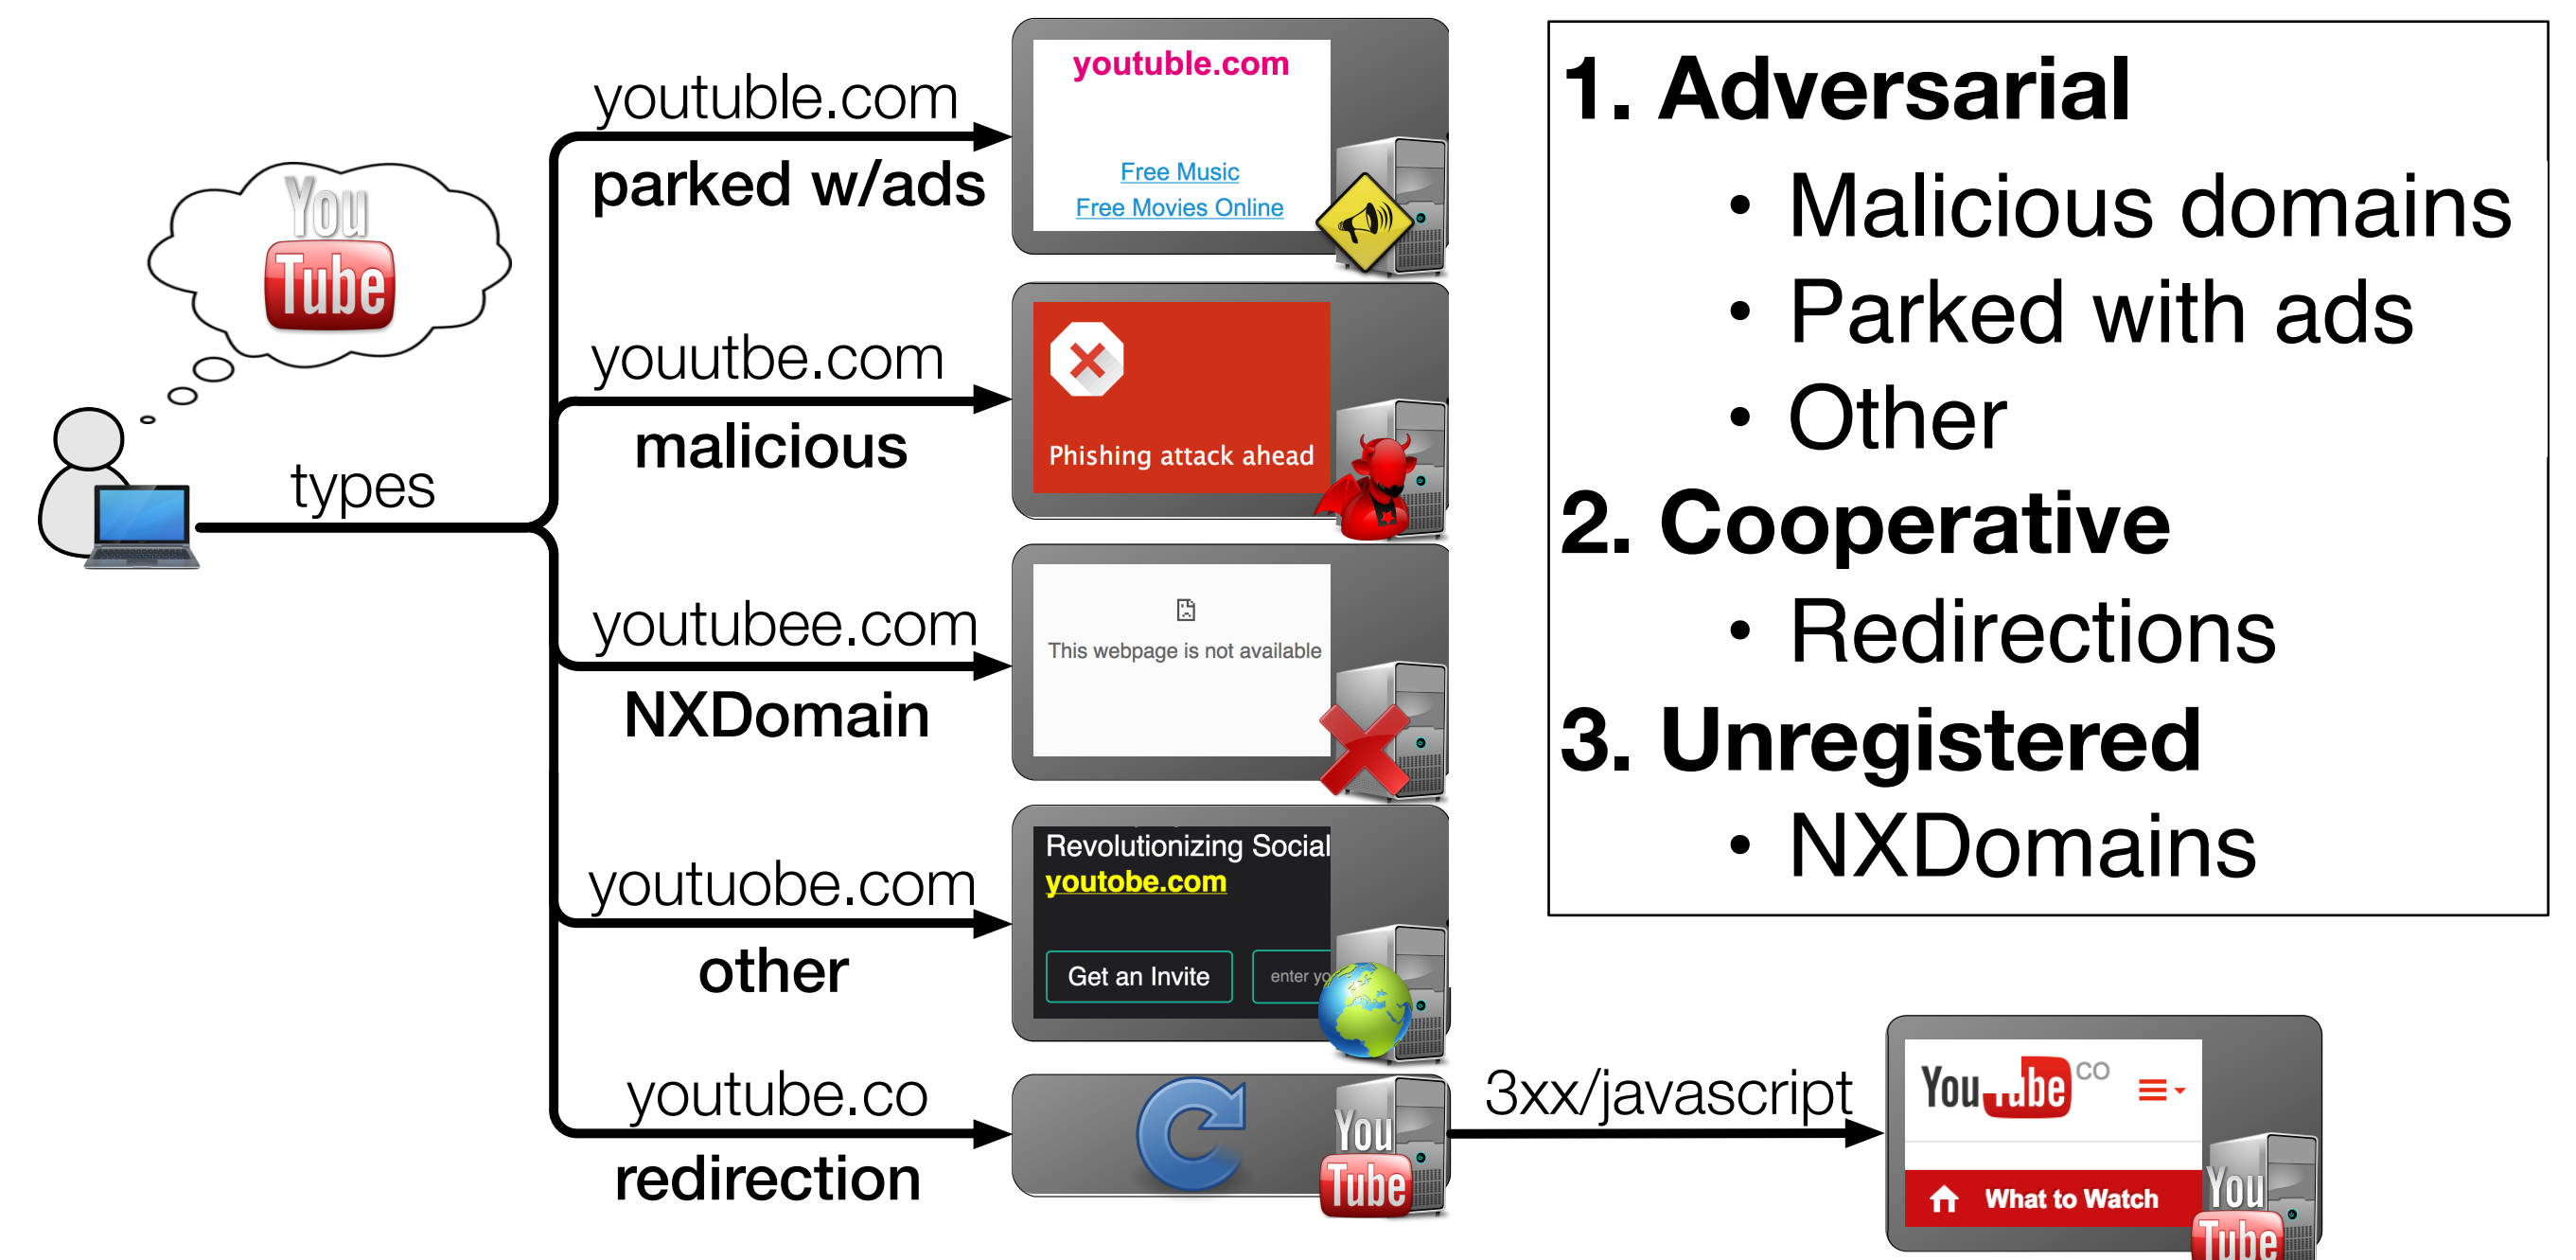 You
Tube
types
youtuble.com
parked w/ads
youtuble.com
Free Music
Free Movies Online
youutbe.com
malicious
Phishing attack ahead
youtubee.com
NXDomain
This webpage is not available
youtuobe.com
other
Revolutionizing Social
youtobe.com
Get an Invite
enter yo
youtube.co
redirection
You
Tube
3xx/javascript
YouTube CO
What to Watch
You
Tube
1. Adversarial
• Malicious domains
• Parked with ads
• Other
2. Cooperative
• Redirections
3. Unregistered
• NXDomains